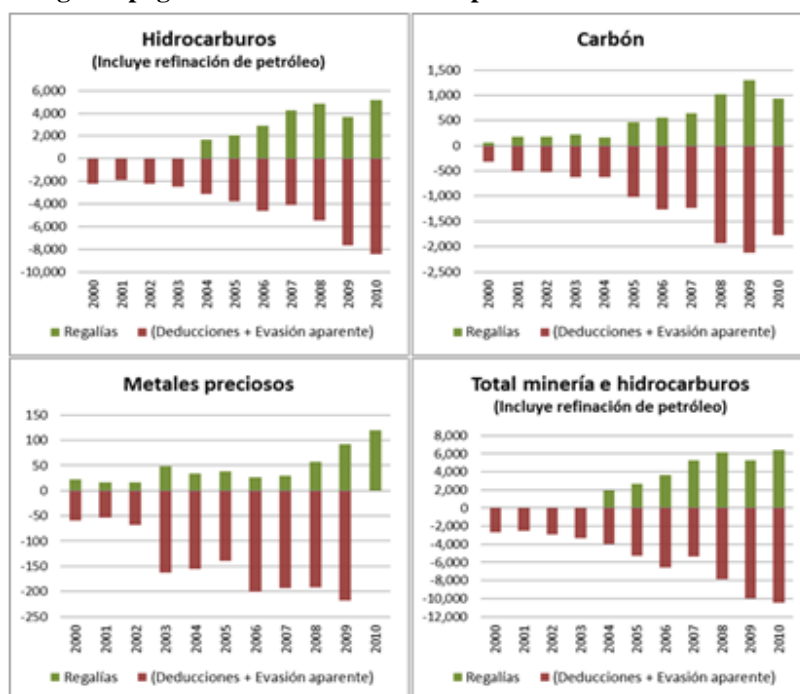 Hidrocarburos
(Incluye refinación de petróleo)
6,000
4,000
2,000
0
-2,000
-4,000
-6,000
-8,000
-10,000
2000 2001 2002 2003 2004 2005 2006 2007 2008 2009 2010
Regalías (Deducciones + Evasión aparente)
Carbón
1,500
1,000
500
0
-500
-1,000
-1,500
-2,000
-2,500
2000 2001 2002 2003 2004 2005 2006 2007 2008 2009 2010
Regalías (Deducciones + Evasión aparente)
Metales preciosos
150
100
50
0
-50
-100
-150
-200
-250
2000 2001 2002 2003 2004 2005 2006 2007 2008 2009 2010
Regalías (Deducciones + Evasión aparente)
Total minería e hidrocarburos
(Incluye refinación de petróleo)
8,000
6,000
4,000
2,000
0
-2,000
-4,000
-6,000
-8,000
-10,000
-12,000
2000 2001 2002 2003 2004 2005 2006 2007 2008 2009 2010
Regalías (Deducciones + Evasión aparente)